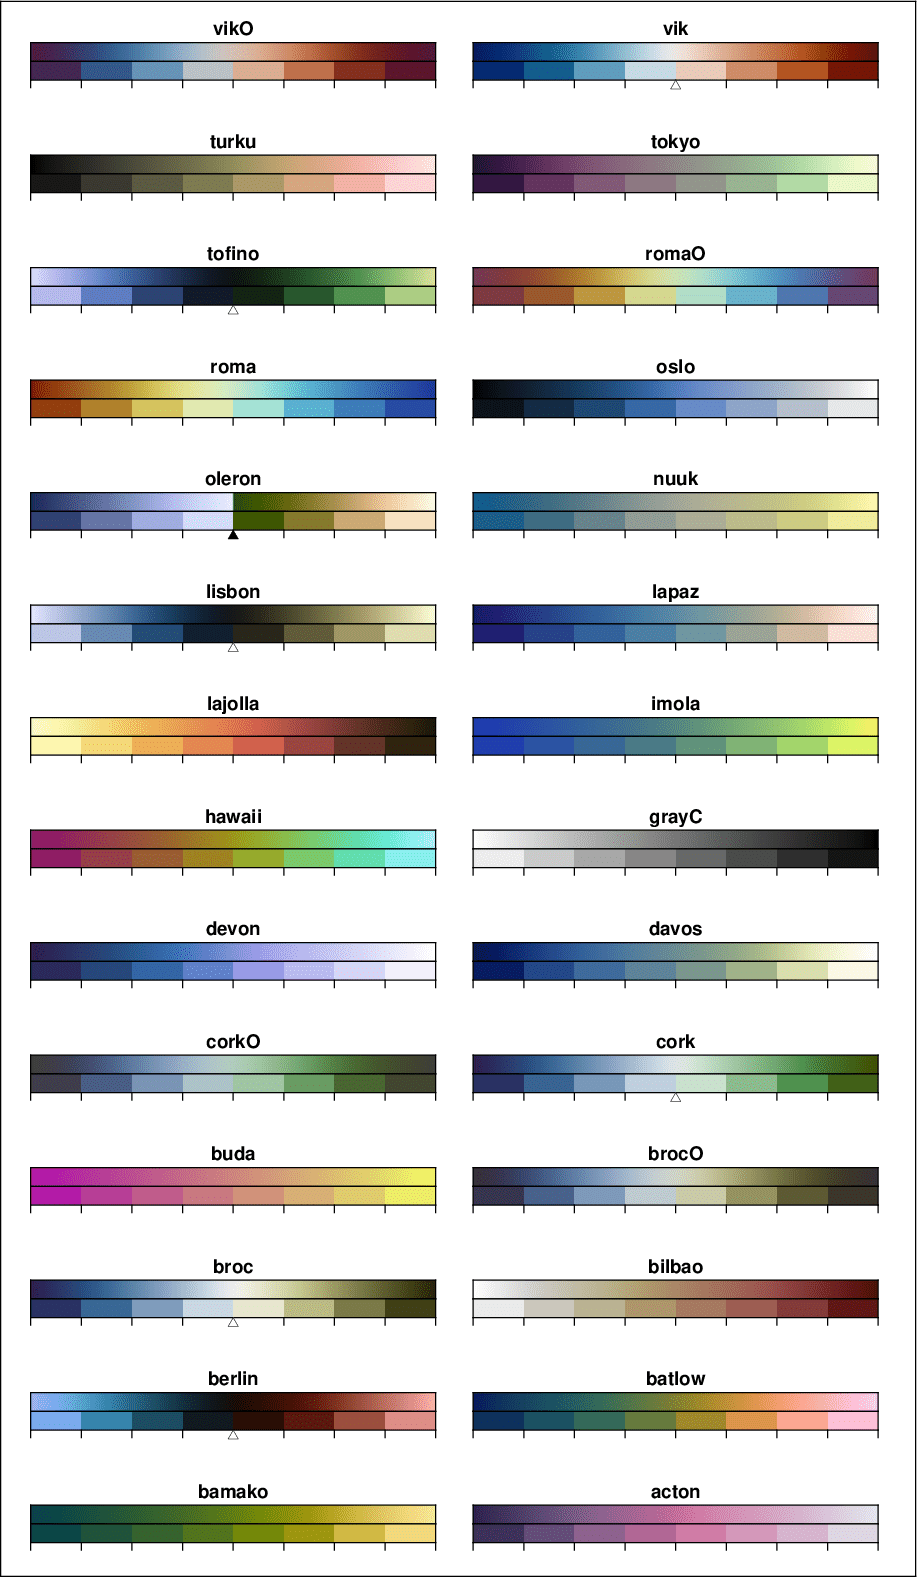 vikO vik
turku tokyo
tofino romaO
roma oslo
oleron nuuk
lisbon lapaz
lajolla imola
hawaii grayC
devon davos
corkO cork
buda brocO
broc bilbao
berlin batlow
bamako acton